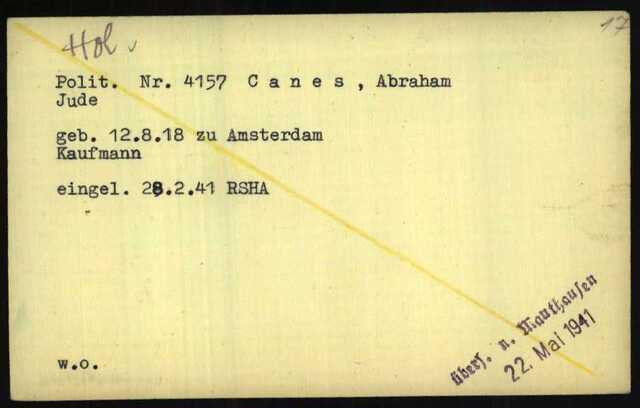 Hol v
17
Polit. Nr. 4157 C a n e s , Abraham
Jude
geb. 12.8.18 zu Amsterdam
Kaufmann
eingel. 28.2.41 RSHA
überf. n. Mauthausen
22. Mai 1941
w.o.